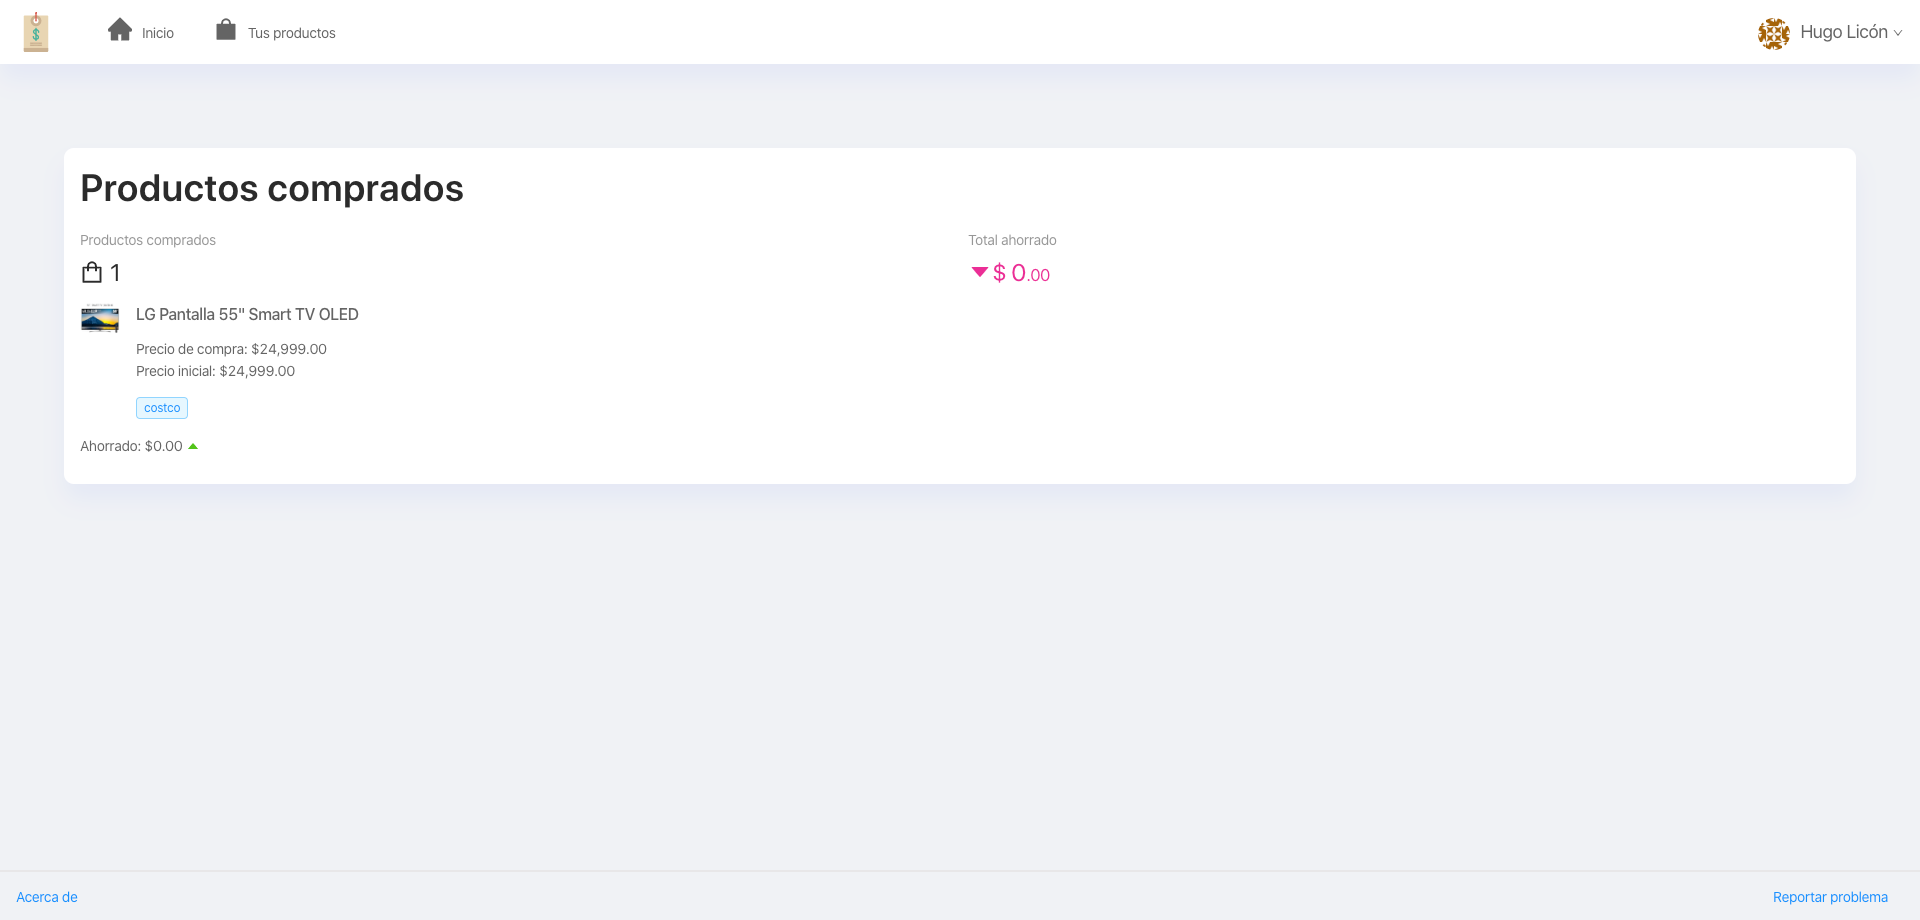 Inicio
Tus productos
Hugo Licón
Productos comprados
Productos comprados
Total ahorrado
1
$ 0.00
LG Pantalla 55" Smart TV OLED
Precio de compra: $24,999.00
Precio inicial: $24,999.00
costco
Ahorrado: $0.00
Acerca de
Reportar problema